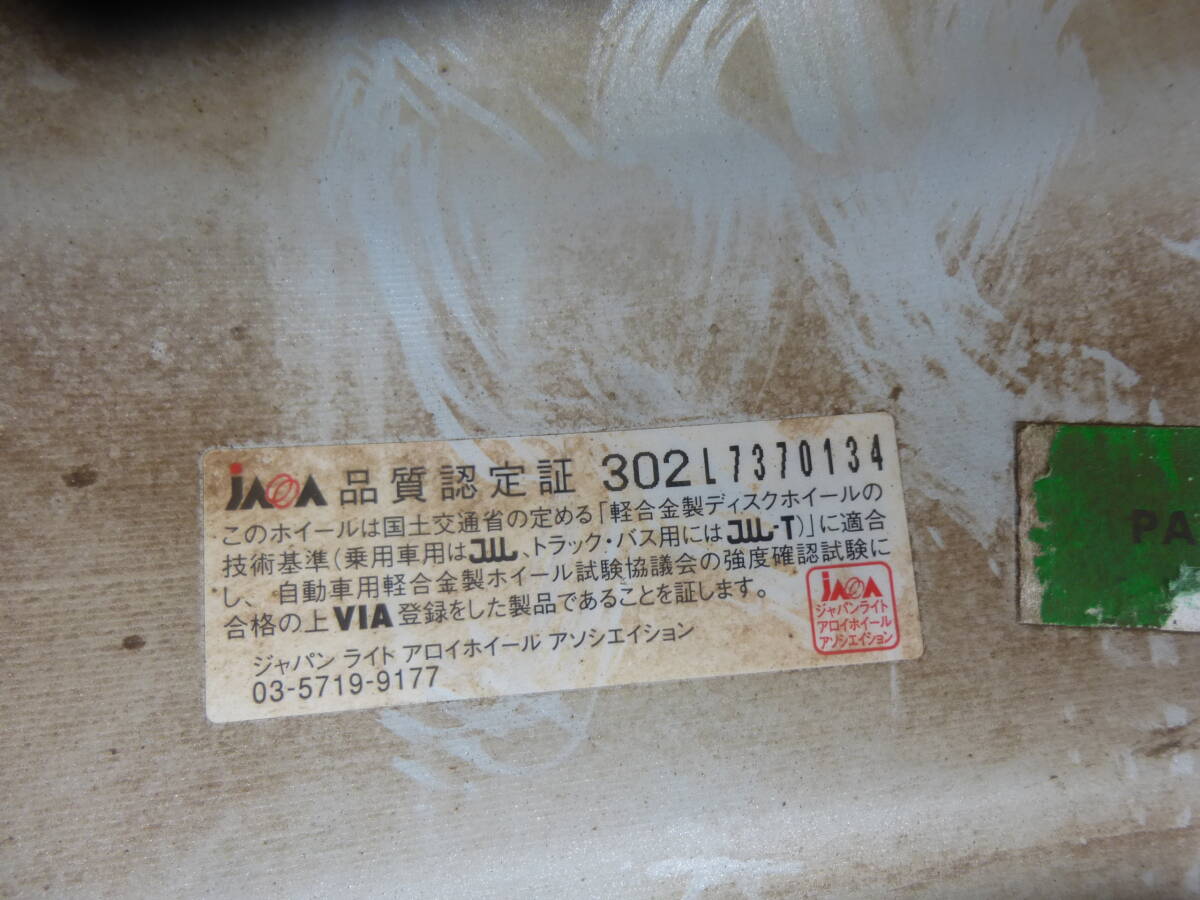 JAWA 品質認定証 302L7370134
このホイールは国土交通省の定める「軽合金製ディスクホイールの
技術基準(乗用車用はJWL、トラック・バス用にはJWL-T)」に適合
し、自動車用軽合金製ホイール試験協議会の強度確認試験に
合格の上VIA登録をした製品であることを証します。
ジャパン ライト アロイホイール アソシエイション
03-5719-9177
JAWA
ジャパンライト
アロイホイール
アソシエイション
PA